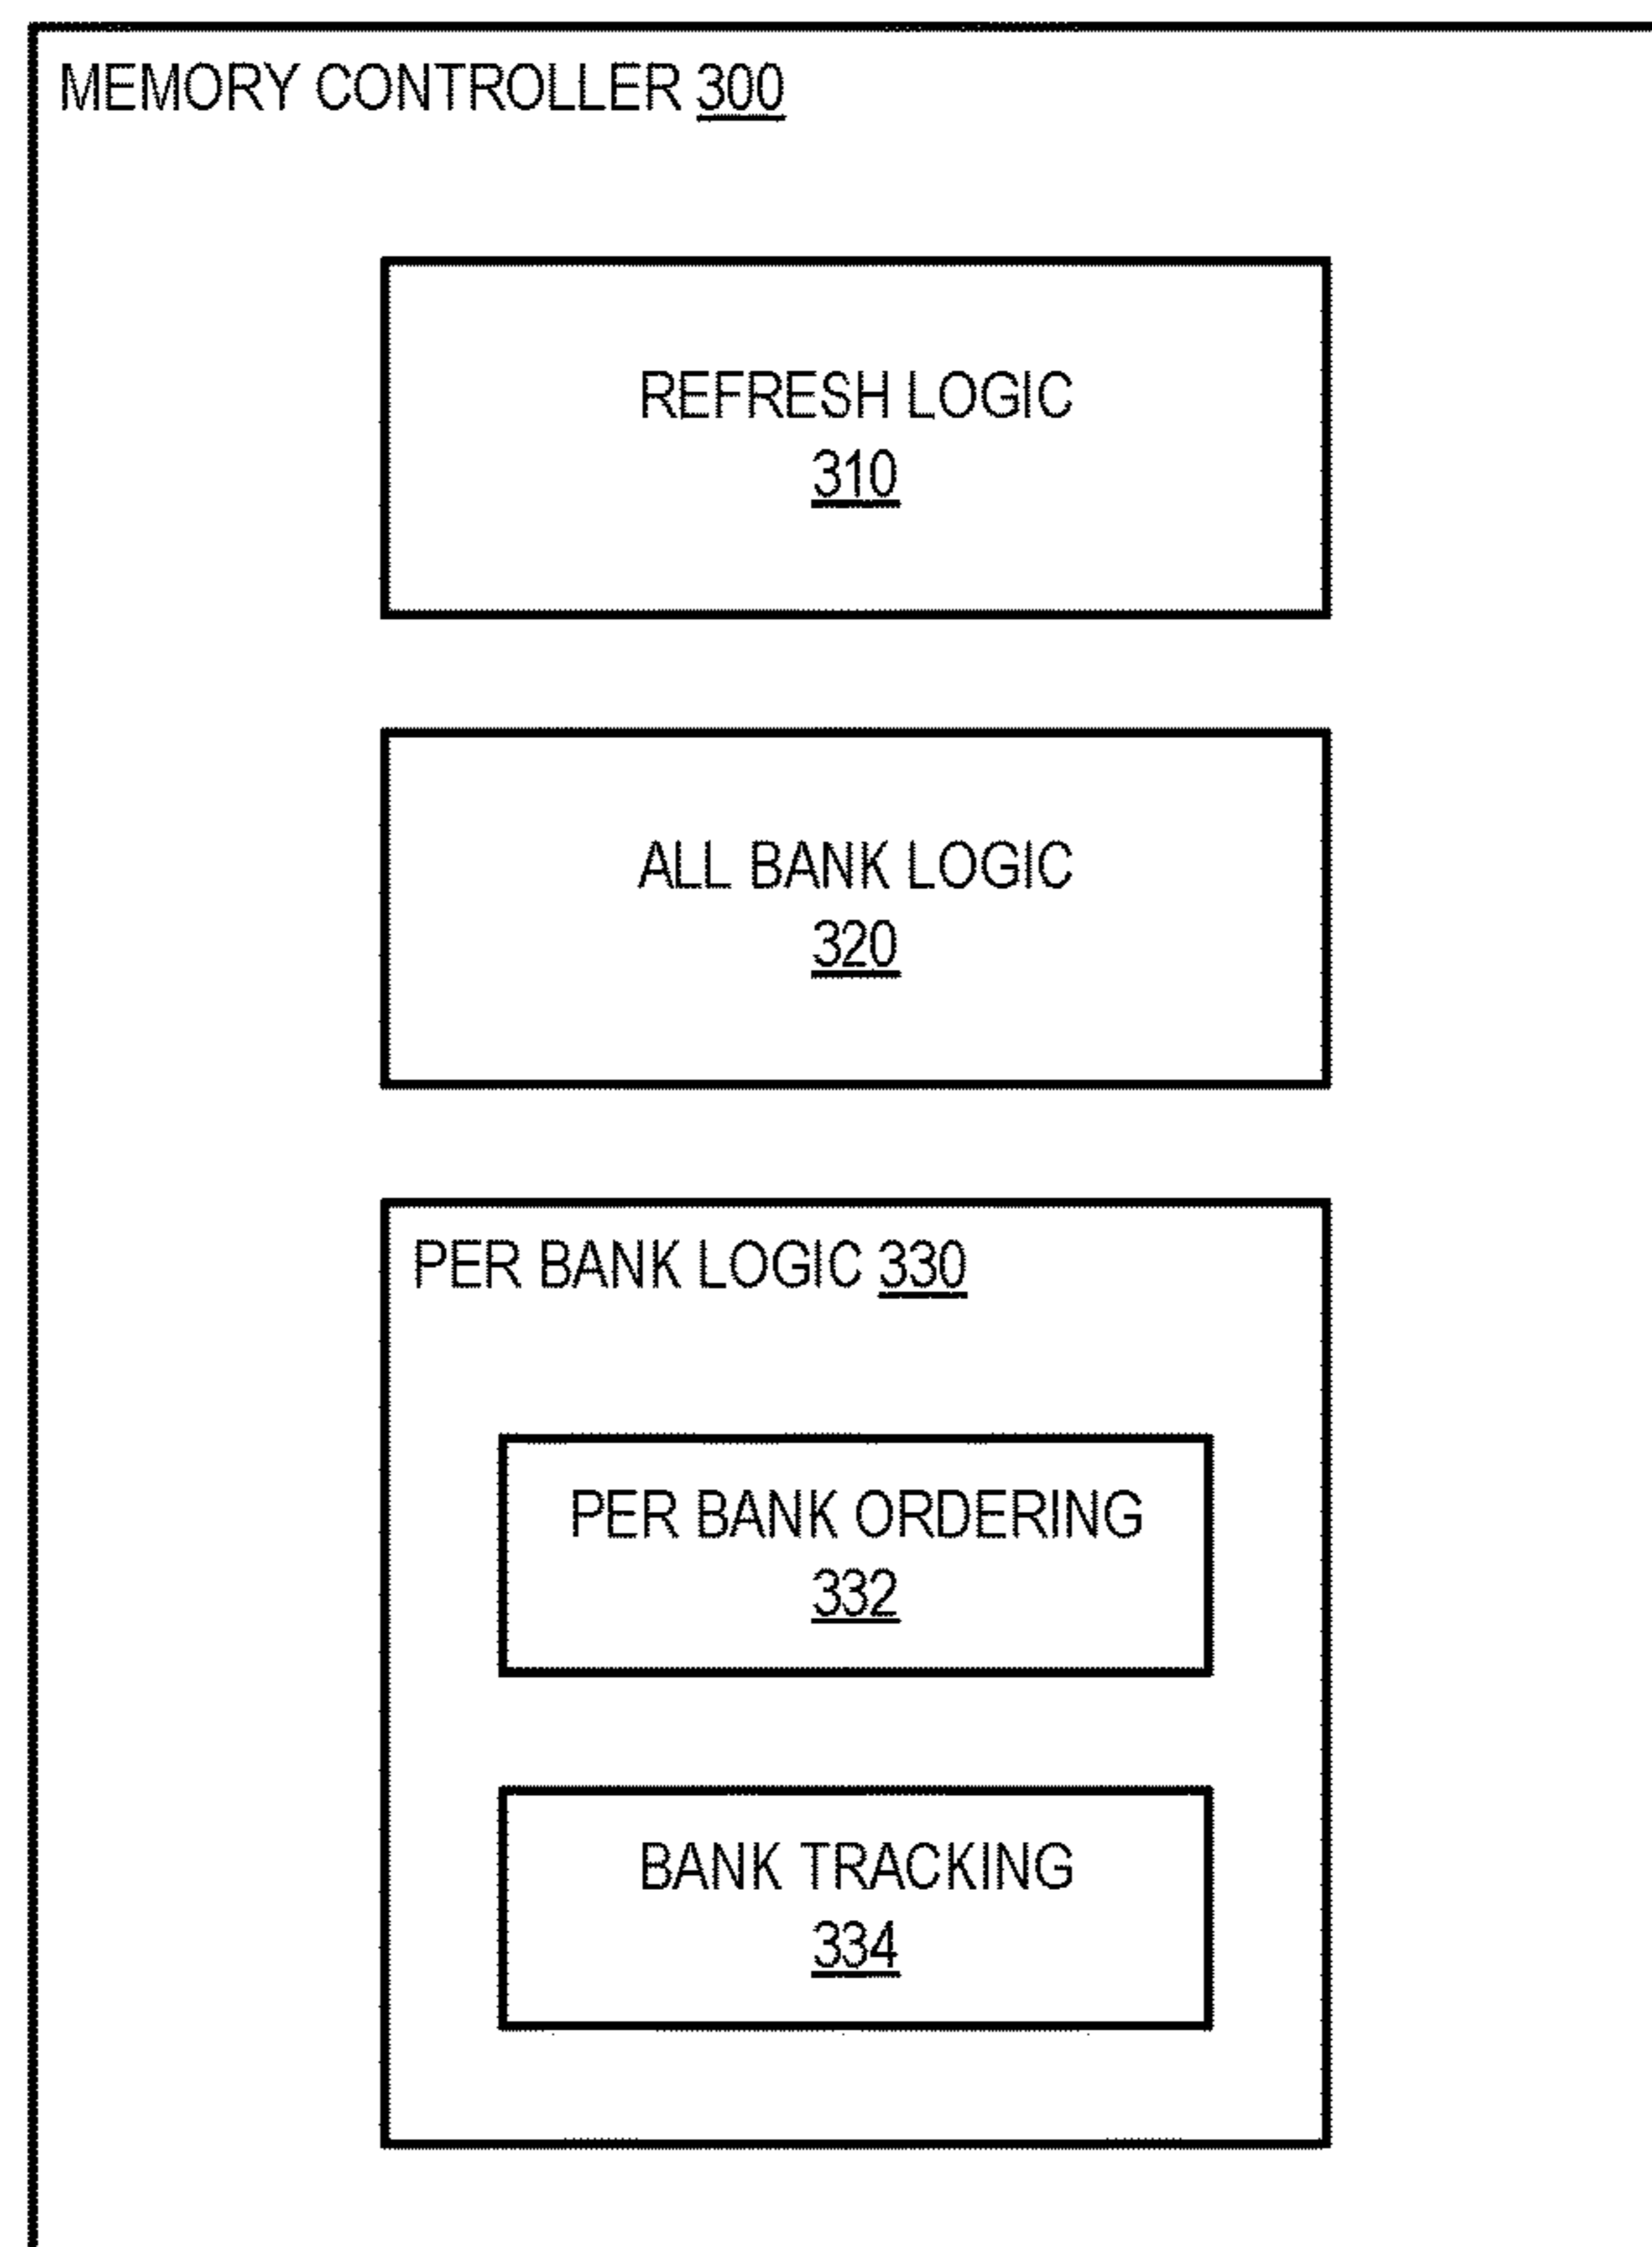 MEMORY CONTROLLER 300
REFRESH LOGIC
310
ALL BANK LOGIC
320
PER BANK LOGIC 330
PER BANK ORDERING
332
BANK TRACKING
334